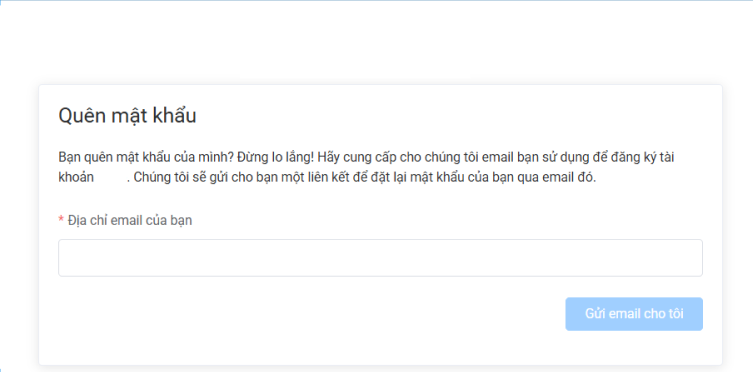 Quên mật khẩu
Bạn quên mật khẩu của mình? Đừng lo lắng! Hãy cung cấp cho chúng tôi email bạn sử dụng để đăng ký tài
khoản . Chúng tôi sẽ gửi cho bạn một liên kết để đặt lại mật khẩu của bạn qua email đó.
* Địa chỉ email của bạn
Gửi email cho tôi